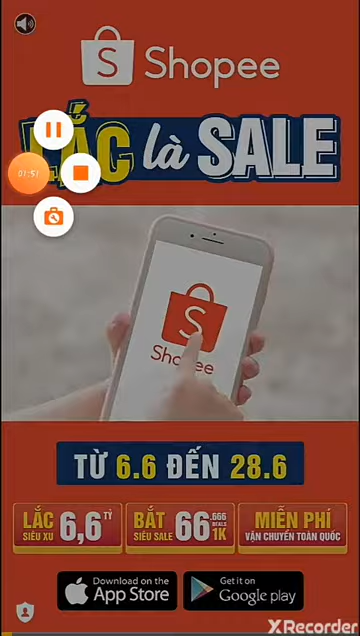 Shopee
LẮC là SALE
01:51
S
Shopee
TỪ 6.6 ĐẾN 28.6
LẮC SIÊU XU 6,6 TỶ
BẮT SIÊU SALE 66.666 DEALS 1K
MIỄN PHÍ
VẬN CHUYỂN TOÀN QUỐC
Download on the
App Store
Get it on
Google play
XRecorder